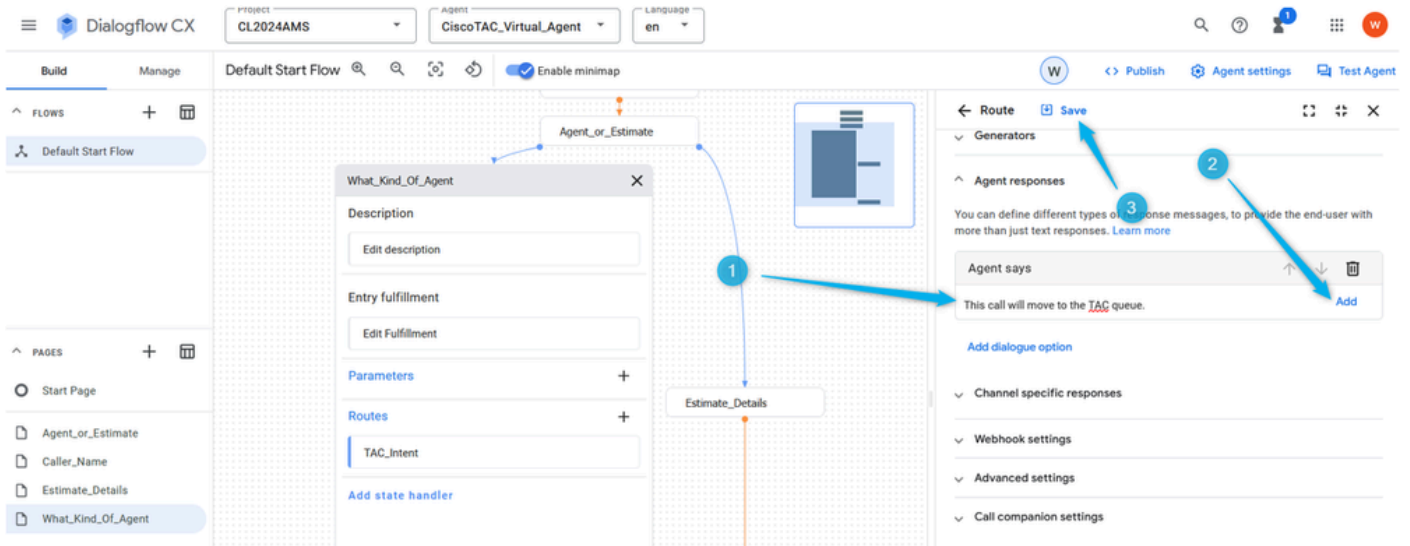 Project
Agent
Language
Dialogflow CX
CL2024AMS
CiscoTAC_Virtual_Agent
en
1
W
Build
Manage
Default Start Flow
Enable minimap
W
<> Publish
Agent settings
Test Agent
FLOWS
Default Start Flow
PAGES
Start Page
Agent_or_Estimate
Caller_Name
Estimate_Details
What_Kind_Of_Agent
Agent_or_Estimate
What_Kind_Of_Agent
Description
Edit description
Entry fulfillment
Edit Fulfillment
Parameters
Routes
TAC_Intent
Add state handler
Estimate_Details
1
Route
Save
Generators
2
Agent responses
3
You can define different types of response messages, to provide the end-user with
more than just text responses. Learn more
Agent says
This call will move to the TAC queue.
Add
Add dialogue option
Channel specific responses
Webhook settings
Advanced settings
Call companion settings